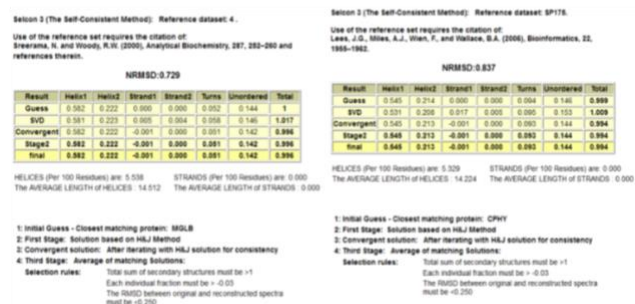 Selcon 3 (The Self-Consistent Method): Reference dataset: 4.
Use of the reference set requires the citation of:
Sreerama, N. and Woody, R.W. (2000), Analytical Biochemistry, 287, 252-260 and
references therein.
NRMSD:0.729
Result Helix1 Helix2 Strand1 Strand2 Turns Unordered Total
Guess 0.582 0.222 0.000 0.000 0.052 0.144 1
SVD 0.581 0.223 0.005 0.004 0.058 0.146 1.017
Convergent 0.582 0.222 -0.001 0.000 0.051 0.142 0.996
Stage2 0.582 0.222 -0.001 0.000 0.051 0.142 0.996
final 0.582 0.222 -0.001 0.000 0.051 0.142 0.996
HELICES (Per 100 Residues) are: 5.538 STRANDS (Per 100 Residues) are: 0.000
The AVERAGE LENGTH of HELICES: 14.512 The AVERAGE LENGTH of STRANDS: 0.000
1: Initial Guess - Closest matching protein: MGLB
2: First Stage: Solution based on H&J Method
3: Convergent solution: After iterating with H&J solution for consistency
4: Third Stage: Average of matching Solutions:
Selection rules: Total sum of secondary structures must be >1
Each individual fraction must be > -0.05
The RMSD between original and reconstructed spectra
must be <0.250
Selcon 3 (The Self-Consistent Method): Reference dataset: SP175.
Use of the reference set requires the citation of:
Lees, J.G., Miles, A.J., Wien, F., and Wallace, B.A. (2006), Bioinformatics, 22,
1955-1962.
NRMSD:0.837
Result Helix1 Helix2 Strand1 Strand2 Turns Unordered Total
Guess 0.545 0.214 0.000 0.000 0.094 0.146 0.999
SVD 0.531 0.208 0.017 0.005 0.095 0.153 1.009
Convergent 0.545 0.213 -0.001 0.000 0.093 0.144 0.994
Stage2 0.545 0.213 -0.001 0.000 0.093 0.144 0.994
final 0.545 0.213 -0.001 0.000 0.093 0.144 0.994
HELICES (Per 100 Residues) are: 5.329 STRANDS (Per 100 Residues) are: 0.000
The AVERAGE LENGTH of HELICES: 14.224 The AVERAGE LENGTH of STRANDS: 0.000
1: Initial Guess - Closest matching protein: CPHY
2: First Stage: Solution based on H&J Method
3: Convergent solution: After iterating with H&J solution for consistency
4: Third Stage: Average of matching Solutions:
Selection rules: Total sum of secondary structures must be >1
Each individual fraction must be > -0.03
The RMSD between original and reconstructed spectra
must be <0.250